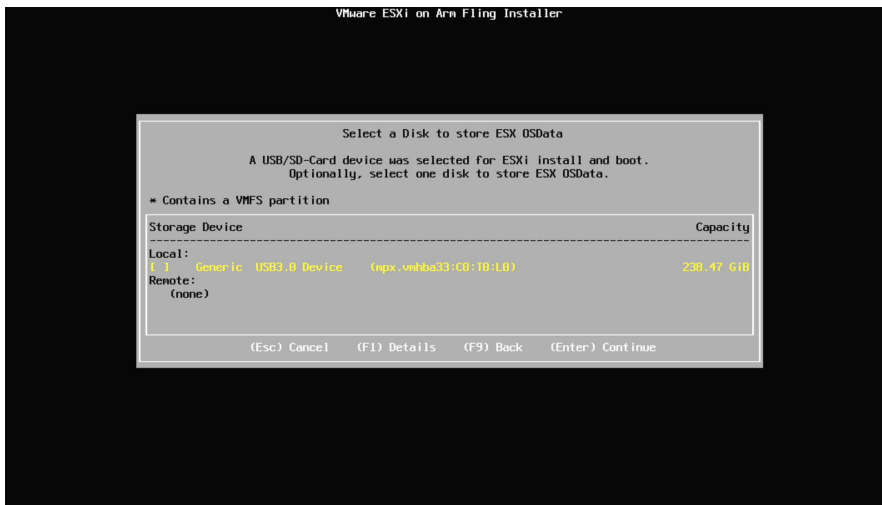 VMware ESXi on Arm Fling Installer
Select a Disk to store ESX OSData
A USB/SD-Card device was selected for ESXi install and boot.
Optionally, select one disk to store ESX OSData.
* Contains a VMFS partition
Storage Device Capacity
Local:
[ ] Generic USB3.0 Device (mpx.vmhba33:C0:T0:L0) 238.47 GiB
Remote:
(none)
(Esc) Cancel (F1) Details (F9) Back (Enter) Continue